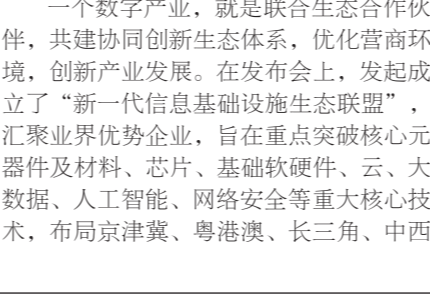 一个数字产业，就是联合生态合作伙
伴，共建协同创新生态体系，优化营商环
境，创新产业发展。在发布会上，发起成
立了“新一代信息基础设施生态联盟”，
汇聚业界优势企业，旨在重点突破核心元
器件及材料、芯片、基础软硬件、云、大
数据、人工智能、网络安全等重大核心技
术，布局京津冀、粤港澳、长三角、中西